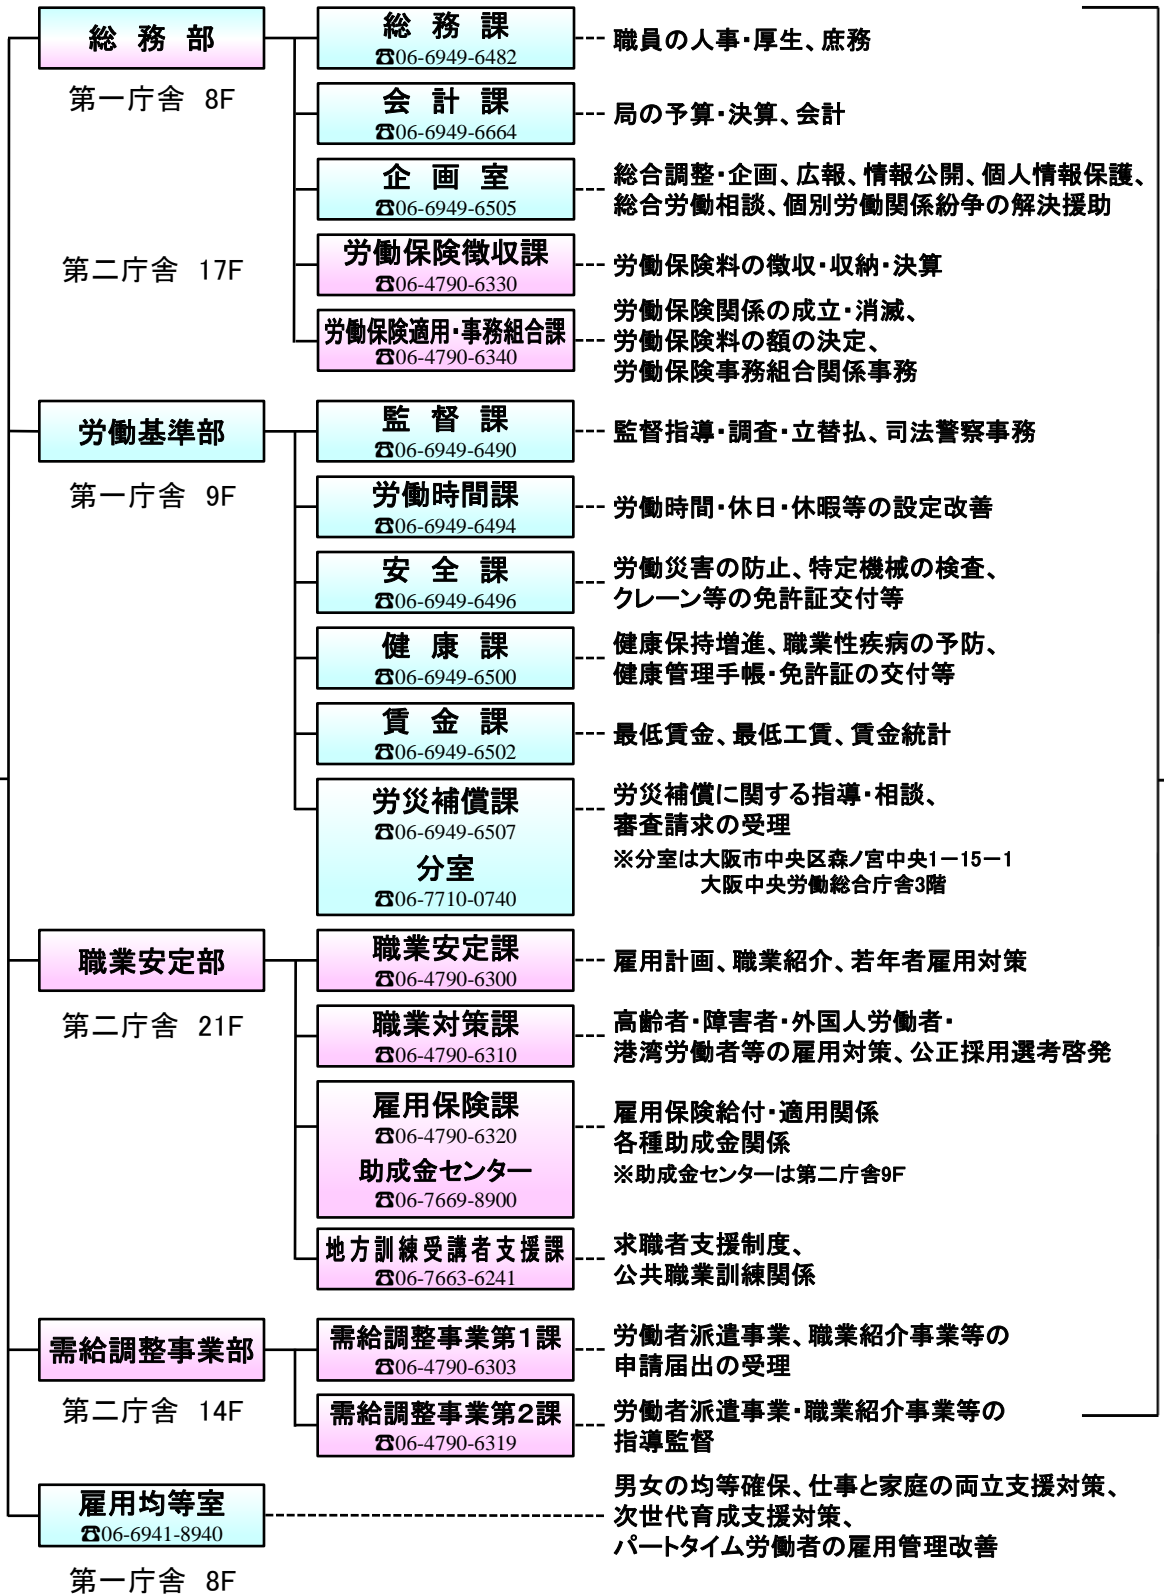 総務部
第一庁舎 8F
総務課
☎06-6949-6482
職員の人事・厚生、庶務
会計課
☎06-6949-6664
局の予算・決算、会計
企画室
☎06-6949-6505
総合調整・企画、広報、情報公開、個人情報保護、
総合労働相談、個別労働関係紛争の解決援助
第二庁舎 17F
労働保険徴収課
☎06-4790-6330
労働保険料の徴収・収納・決算
労働保険適用・事務組合課
☎06-4790-6340
労働保険関係の成立・消滅、
労働保険料の額の決定、
労働保険事務組合関係事務
労働基準部
第一庁舎 9F
監督課
☎06-6949-6490
監督指導・調査・立替払、司法警察事務
労働時間課
☎06-6949-6494
労働時間・休日・休暇等の設定改善
安全課
☎06-6949-6496
労働災害の防止、特定機械の検査、
クレーン等の免許証交付等
健康課
☎06-6949-6500
健康保持増進、職業性疾病の予防、
健康管理手帳・免許証の交付等
賃金課
☎06-6949-6502
最低賃金、最低工賃、賃金統計
労災補償課
☎06-6949-6507
分室
☎06-7710-0740
労災補償に関する指導・相談、
審査請求の受理
※分室は大阪市中央区森ノ宮中央1-15-1
大阪中央労働総合庁舎3階
職業安定部
第二庁舎 21F
職業安定課
☎06-4790-6300
雇用計画、職業紹介、若年者雇用対策
職業対策課
☎06-4790-6310
高齢者・障害者・外国人労働者・
港湾労働者等の雇用対策、公正採用選考啓発
雇用保険課
☎06-4790-6320
助成金センター
☎06-7669-8900
雇用保険給付・適用関係
各種助成金関係
※助成金センターは第二庁舎9F
地方訓練受講者支援課
☎06-7663-6241
求職者支援制度、
公共職業訓練関係
需給調整事業部
第二庁舎 14F
需給調整事業第1課
☎06-4790-6303
労働者派遣事業、職業紹介事業等の
申請届出の受理
需給調整事業第2課
☎06-4790-6319
労働者派遣事業・職業紹介事業等の
指導監督
雇用均等室
☎06-6941-8940
第一庁舎 8F
男女の均等確保、仕事と家庭の両立支援対策、
次世代育成支援対策、
パートタイム労働者の雇用管理改善